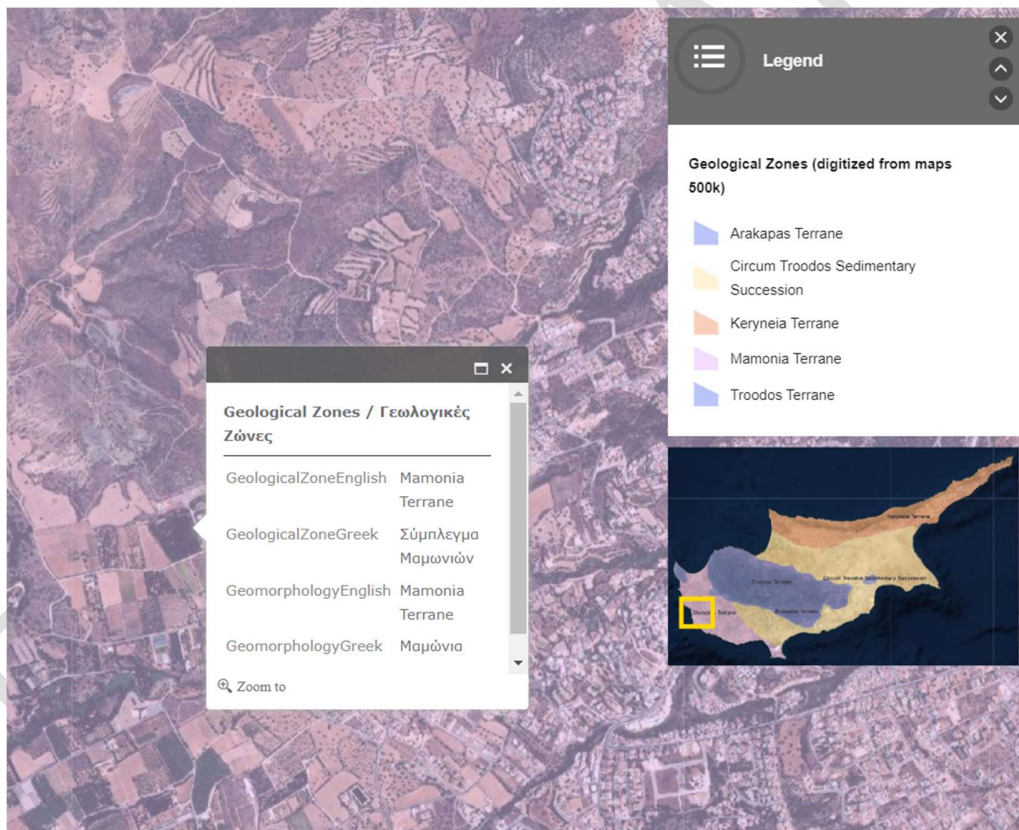 Legend
Geological Zones (digitized from maps
500k)
Arakapas Terrane
Circum Troodos Sedimentary
Succession
Keryneia Terrane
Mamonia Terrane
Troodos Terrane
Geological Zones / Γεωλογικές
Ζώνες
GeologicalZoneEnglish Mamonia
Terrane
GeologicalZoneGreek Σύμπλεγμα
Μαμωνιών
GeomorphologyEnglish Mamonia
Terrane
GeomorphologyGreek Μαμώνια
Zoom to
Keryneia Terrane
Troodos Terrane
Circum Troodos Sedimentary Succession
Mamonia Terrane
Arakapas Terrane